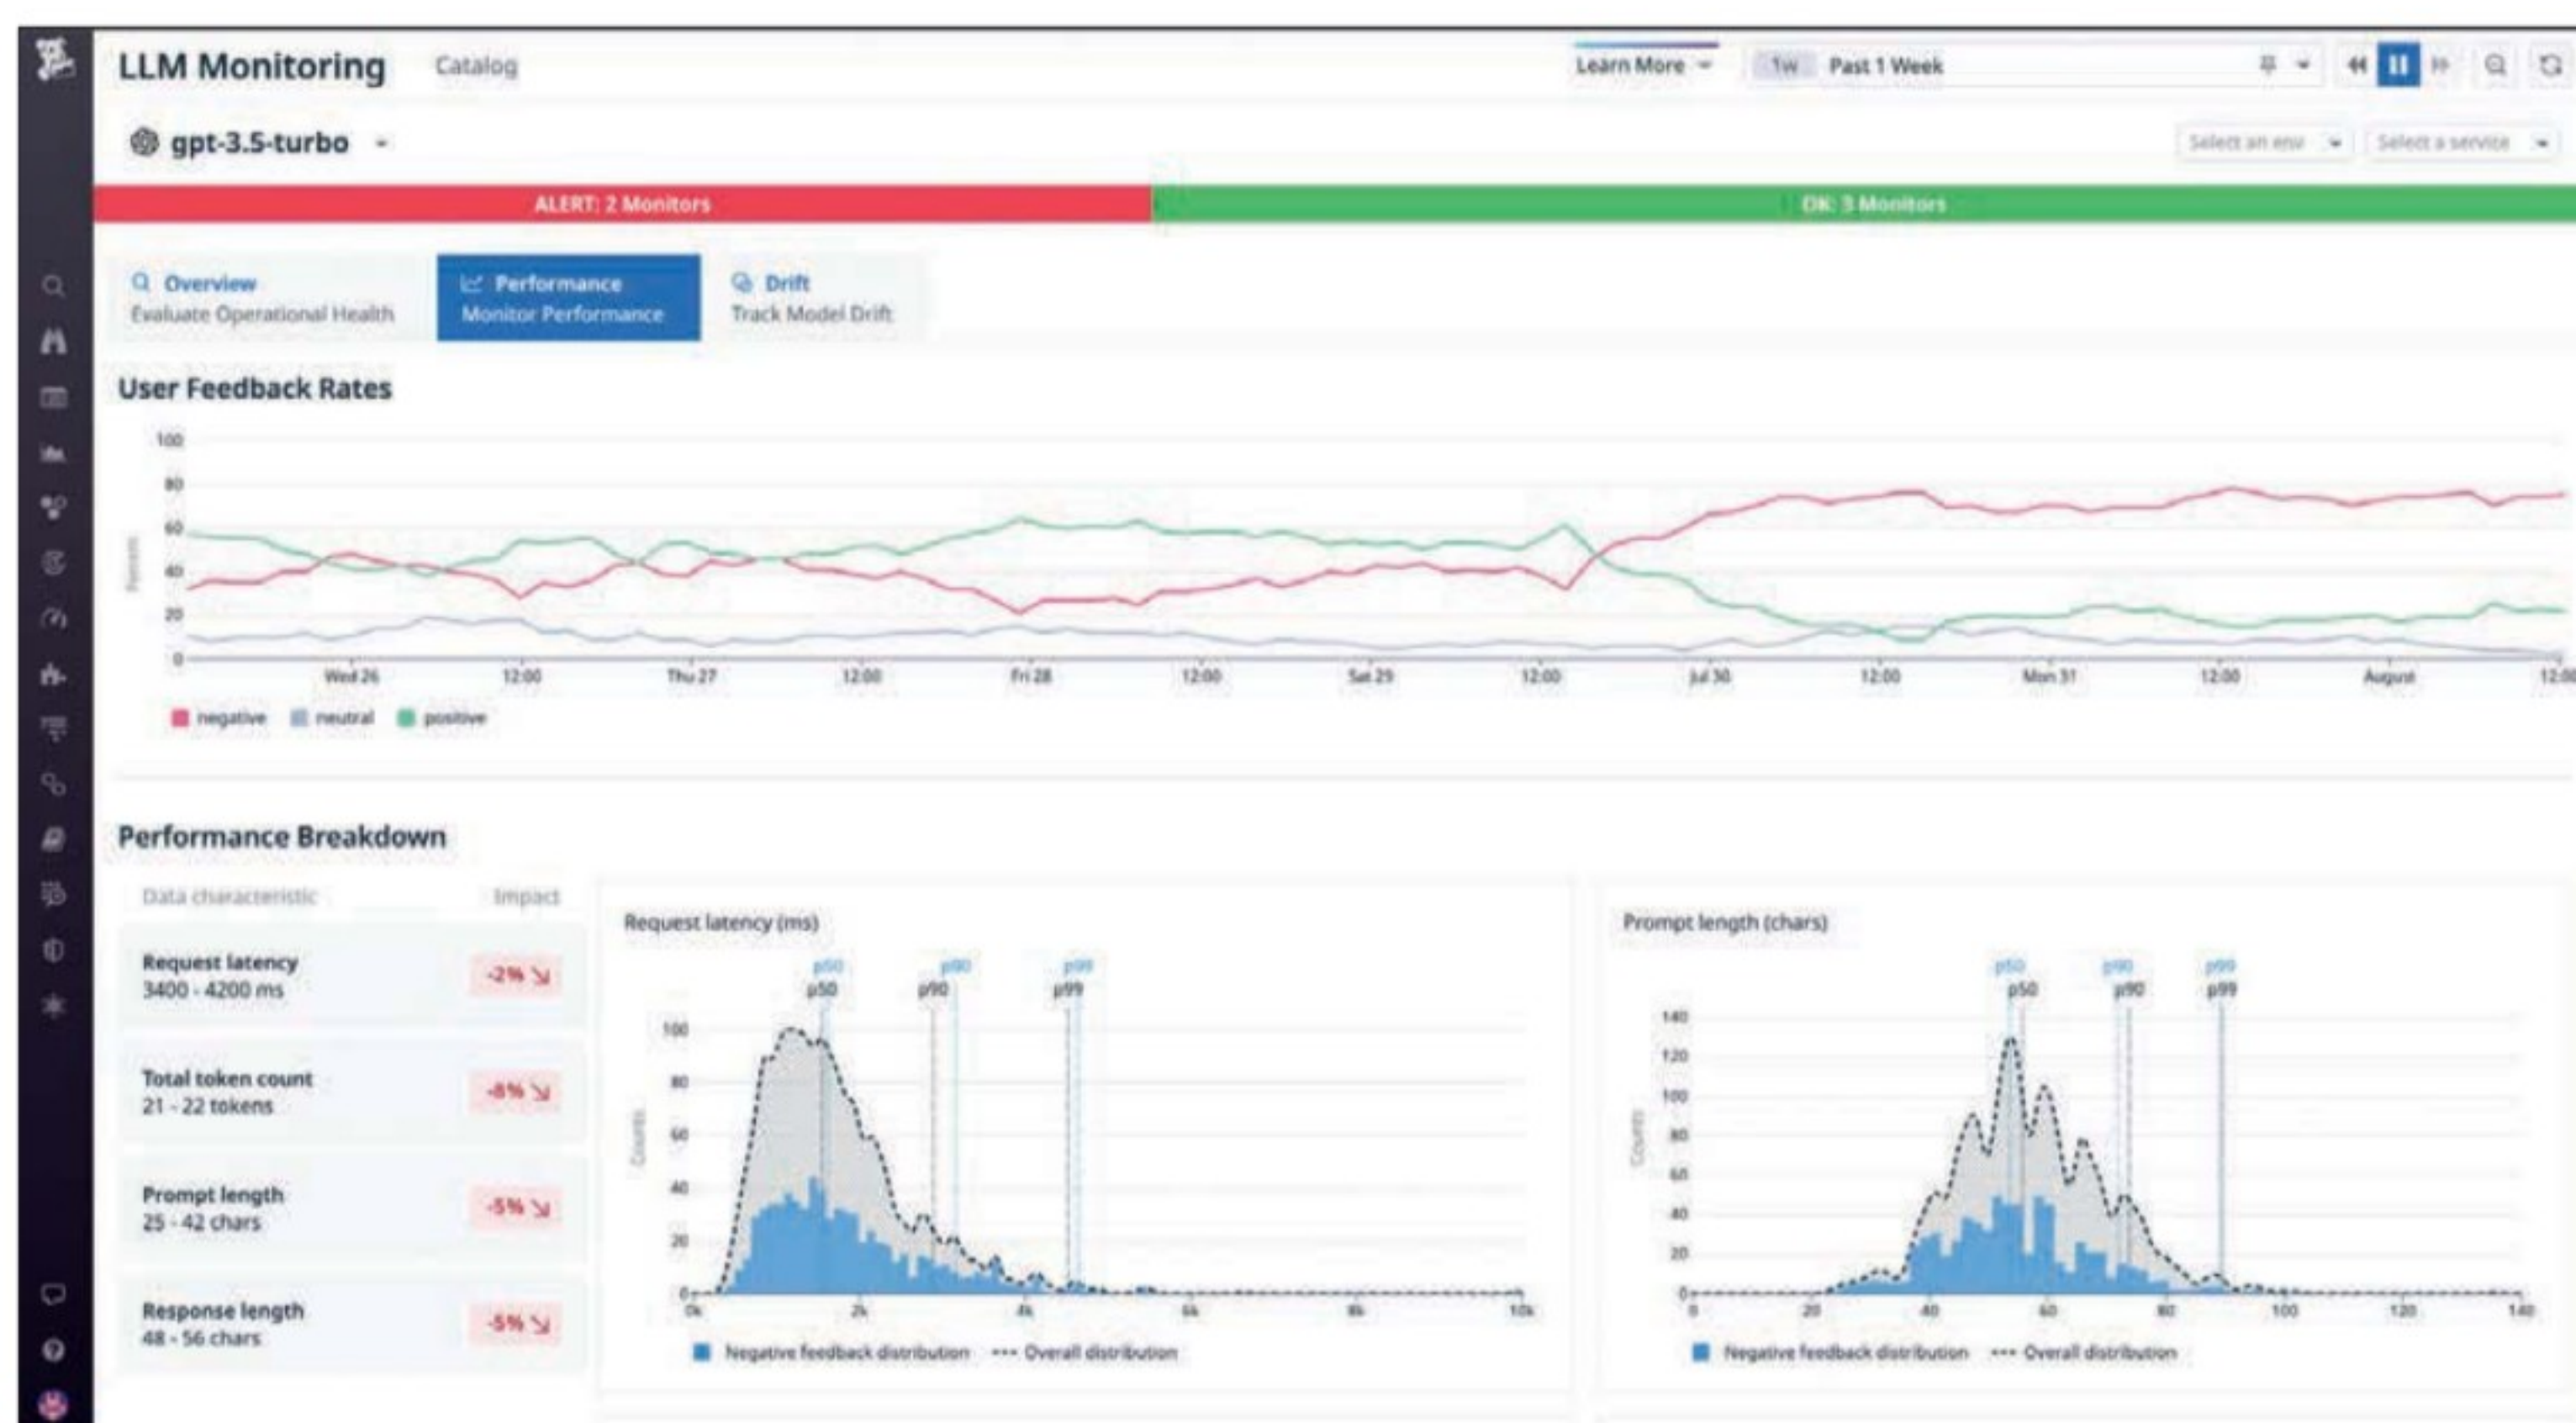 LLM Monitoring Catalog Learn More 1w Past 1 Week
gpt-3.5-turbo Select an env Select a service
ALERT: 2 Monitors OK: 3 Monitors
Overview
Evaluate Operational Health
Performance
Monitor Performance
Drift
Track Model Drift
User Feedback Rates
100
80
60
40
20
0
Percent
Wed 26 12:00 Thu 27 12:00 Fri 28 12:00 Sat 29 12:00 Jul 30 12:00 Mon 31 12:00 August 12:00
negative neutral positive
Performance Breakdown
Data characteristic Impact
Request latency
3400 - 4200 ms
-2%
Total token count
21 - 22 tokens
-8%
Prompt length
25 - 42 chars
-5%
Response length
48 - 56 chars
-5%
Request latency (ms)
p50 p90 p99
p50 p90 p99
100
80
60
40
20
0
Counts
0k 2k 4k 6k 8k 10k
Negative feedback distribution Overall distribution
Prompt length (chars)
p50 p90 p99
p50 p90 p99
140
120
100
80
60
40
20
0
Counts
0 20 40 60 80 100 120 140
Negative feedback distribution Overall distribution